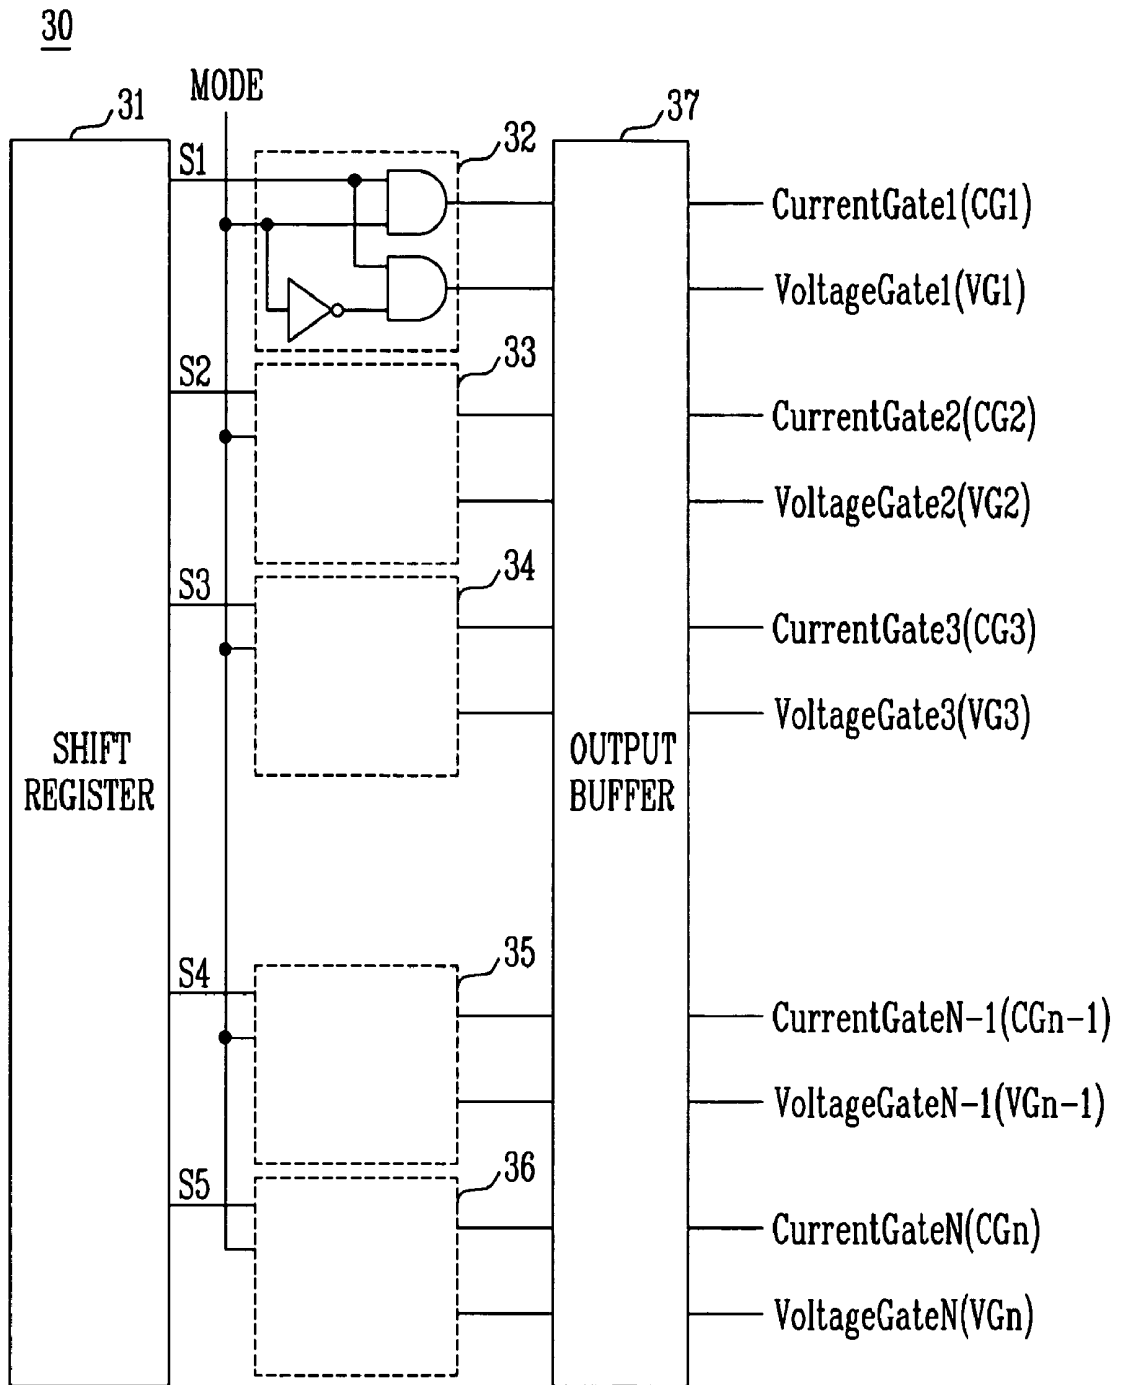 30
MODE
31
37
S1
32
CurrentGate1(CG1)
VoltageGate1(VG1)
S2
33
CurrentGate2(CG2)
VoltageGate2(VG2)
S3
34
CurrentGate3(CG3)
VoltageGate3(VG3)
SHIFT
REGISTER
OUTPUT
BUFFER
S4
35
CurrentGateN-1(CGn-1)
VoltageGateN-1(VGn-1)
S5
36
CurrentGateN(CGn)
VoltageGateN(VGn)